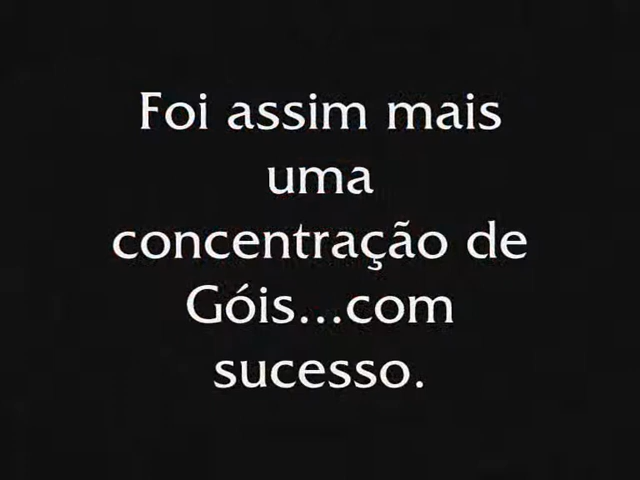 Foi assim mais
uma
concentração de
Góis...com
sucesso.